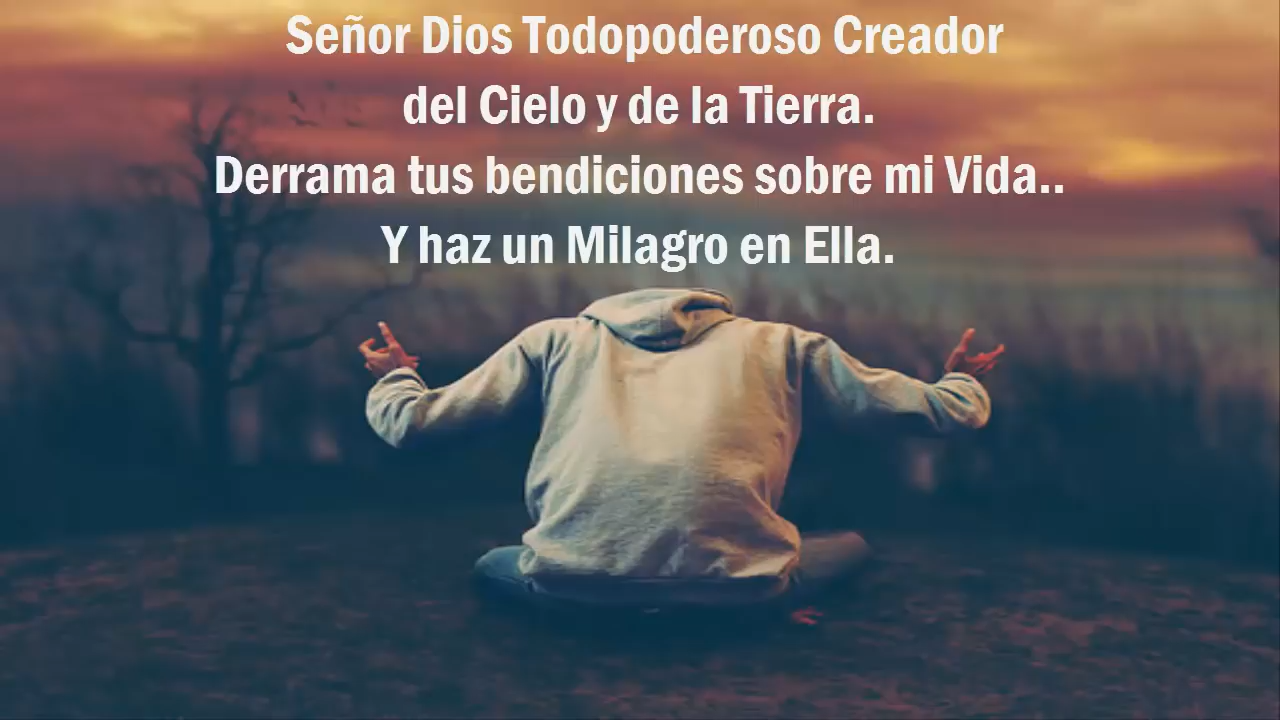 Señor Dios Todopoderoso Creador
del Cielo y de la Tierra.
Derrama tus bendiciones sobre mi Vida..
Y haz un Milagro en Ella.